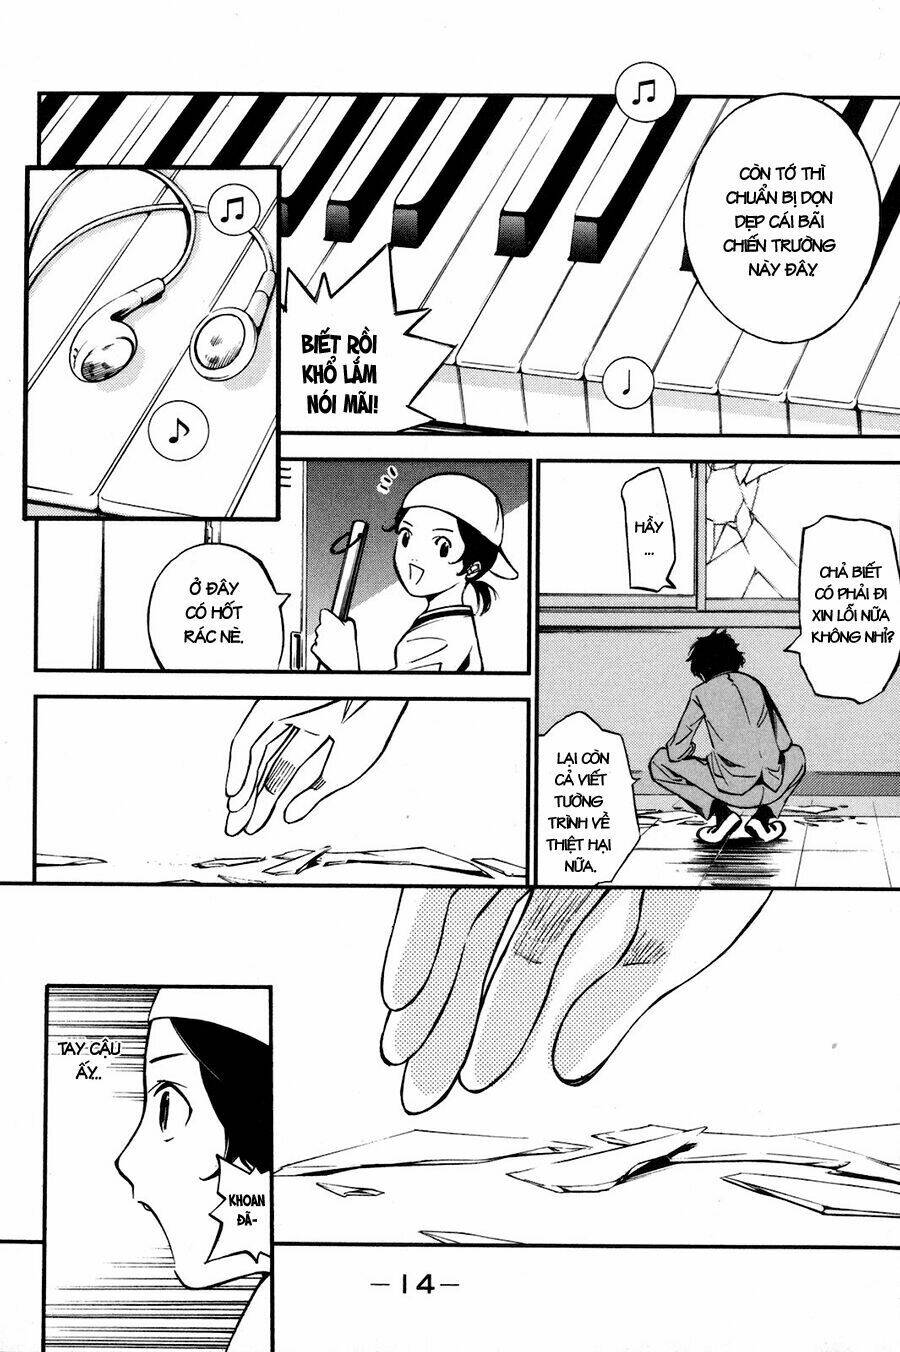 CÒN TỚ THÌ
CHUẨN BỊ DỌN
DẸP CÁI BÃI
CHIẾN TRƯỜNG
NÀY ĐÂY.
BIẾT RỒI
KHỔ LẮM
NÓI MÃI!
HẦY
...
CHẢ BIẾT
CÓ PHẢI ĐI
XIN LỖI NỮA
KHÔNG NHỈ?
LẠI CÒN
CẢ VIẾT
TƯỜNG
TRÌNH VỀ
THIỆT HẠI
NỮA.
Ở ĐÂY
CÓ HỐT
RÁC NÈ.
TAY CẬU
ẤY...
KHOAN
ĐÃ-
—14—